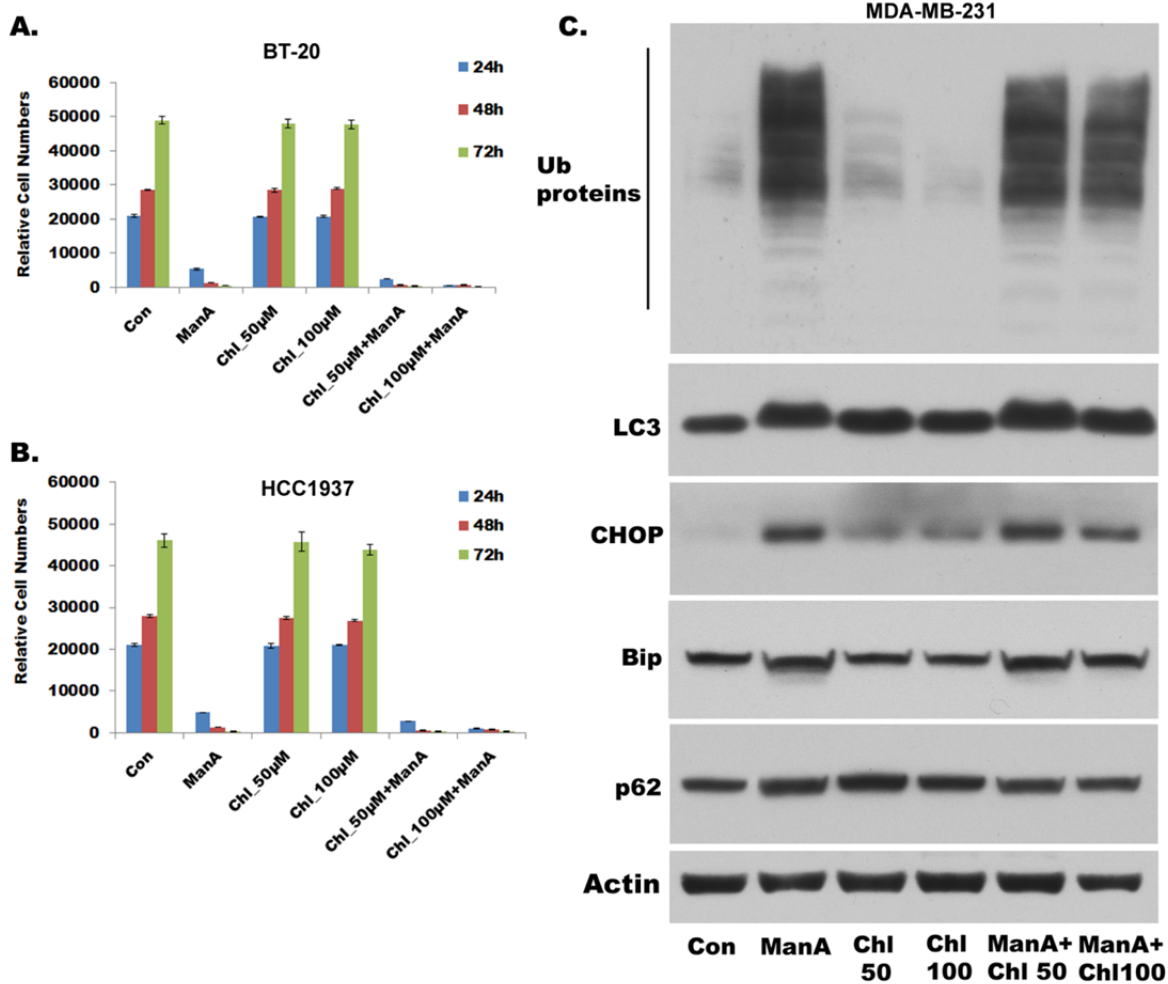 A.
BT-20
Relative Cell Numbers
60000
50000
40000
30000
20000
10000
0
24h
48h
72h
Con
ManA
Chl_50µM
Chl_100µM
Chl_50µM+ManA
Chl_100µM+ManA
B.
HCC1937
Relative Cell Numbers
60000
50000
40000
30000
20000
10000
0
24h
48h
72h
Con
ManA
Chl_50µM
Chl_100µM
Chl_50µM+ManA
Chl_100µM+ManA
C.
MDA-MB-231
Ub
proteins
LC3
CHOP
Bip
p62
Actin
Con
ManA
Chl
50
Chl
100
ManA+
Chl 50
ManA+
Chl100